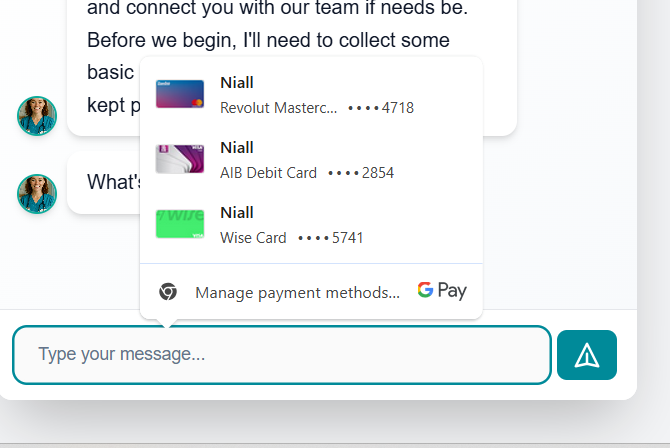 and connect you with our team if needs be.
Before we begin, I'll need to collect some
basic
kept p
What's
Niall
Revolut Masterc... ••••4718
Niall
AIB Debit Card ••••2854
Niall
Wise Card ••••5741
Manage payment methods... G Pay
Type your message...